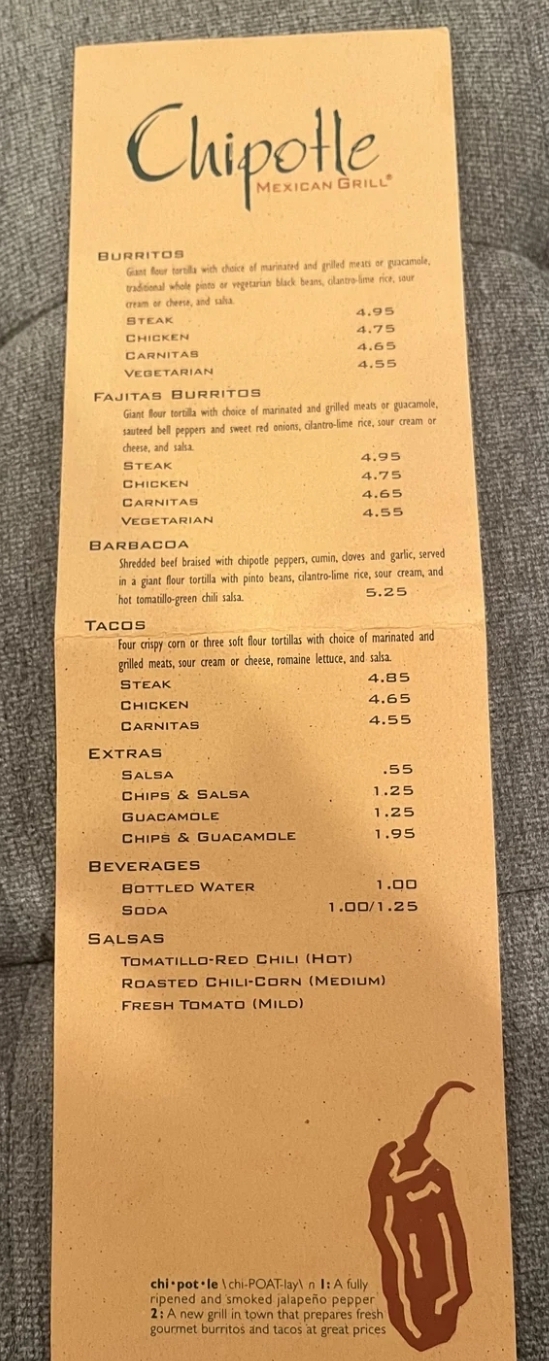 Chipotle
MEXICAN GRILL®
BURRITOS
Giant flour tortilla with choice of marinated and grilled meats or guacamole,
traditional whole pinto or vegetarian black beans, cilantro-lime rice, sour
cream or cheese, and salsa.
STEAK 4.95
CHICKEN 4.75
CARNITAS 4.65
VEGETARIAN 4.55
FAJITAS BURRITOS
Giant flour tortilla with choice of marinated and grilled meats or guacamole,
sauteed bell peppers and sweet red onions, cilantro-lime rice, sour cream or
cheese, and salsa.
STEAK 4.95
CHICKEN 4.75
CARNITAS 4.65
VEGETARIAN 4.55
BARBACOA
Shredded beef braised with chipotle peppers, cumin, cloves and garlic, served
in a giant flour tortilla with pinto beans, cilantro-lime rice, sour cream, and
hot tomatillo-green chili salsa. 5.25
TACOS
Four crispy corn or three soft flour tortillas with choice of marinated and
grilled meats, sour cream or cheese, romaine lettuce, and salsa.
STEAK 4.85
CHICKEN 4.65
CARNITAS 4.55
EXTRAS
SALSA .55
CHIPS & SALSA 1.25
GUACAMOLE 1.25
CHIPS & GUACAMOLE 1.95
BEVERAGES
BOTTLED WATER 1.00
SODA 1.00/1.25
SALSAS
TOMATILLO-RED CHILI (HOT)
ROASTED CHILI-CORN (MEDIUM)
FRESH TOMATO (MILD)
chi•pot•le \chi-POAT-lay\ n 1: A fully
ripened and smoked jalapeño pepper
2: A new grill in town that prepares fresh
gourmet burritos and tacos at great prices